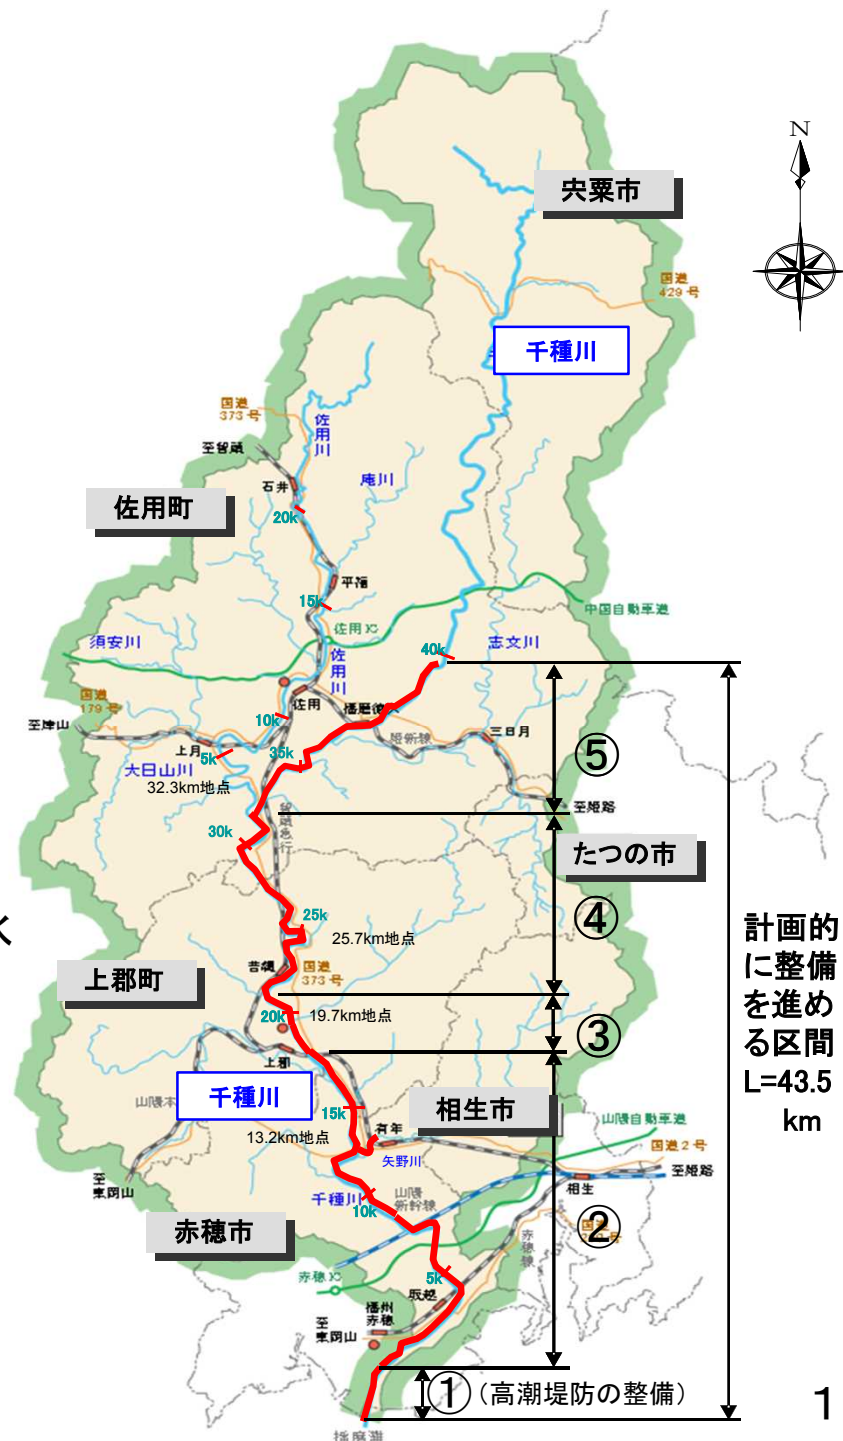 N
宍粟市
国道
429号
千種川
国道
373号
佐用川
至智頭
庵川
石井
佐用町
20k
平福
15k
中国自動車道
佐用IC
志文川
須安川
佐用川
40k
国道
179号
佐用
10k
至津山
三日月
姫新線
上月
5k
35k
⑤
大日山川
32.3km地点
至姫路
智頭急行
30k
たつの市
25k
④
25.7km地点
計画的
に整備
を進め
る区間
L=43.5
km
水
上郡町
苔縄
国道
373号
20k
19.7km地点
③
上郡
千種川
15k
相生市
山陽自動車道
13.2km地点
有年
国道2号
矢野川
至姫路
至
東岡山
相生
千種川
山陽
新幹線
10k
赤穂市
②
赤穂線
赤穂IC
5k
坂越
播州
赤穂
至
東岡山
①
(高潮堤防の整備)
1
播磨灘